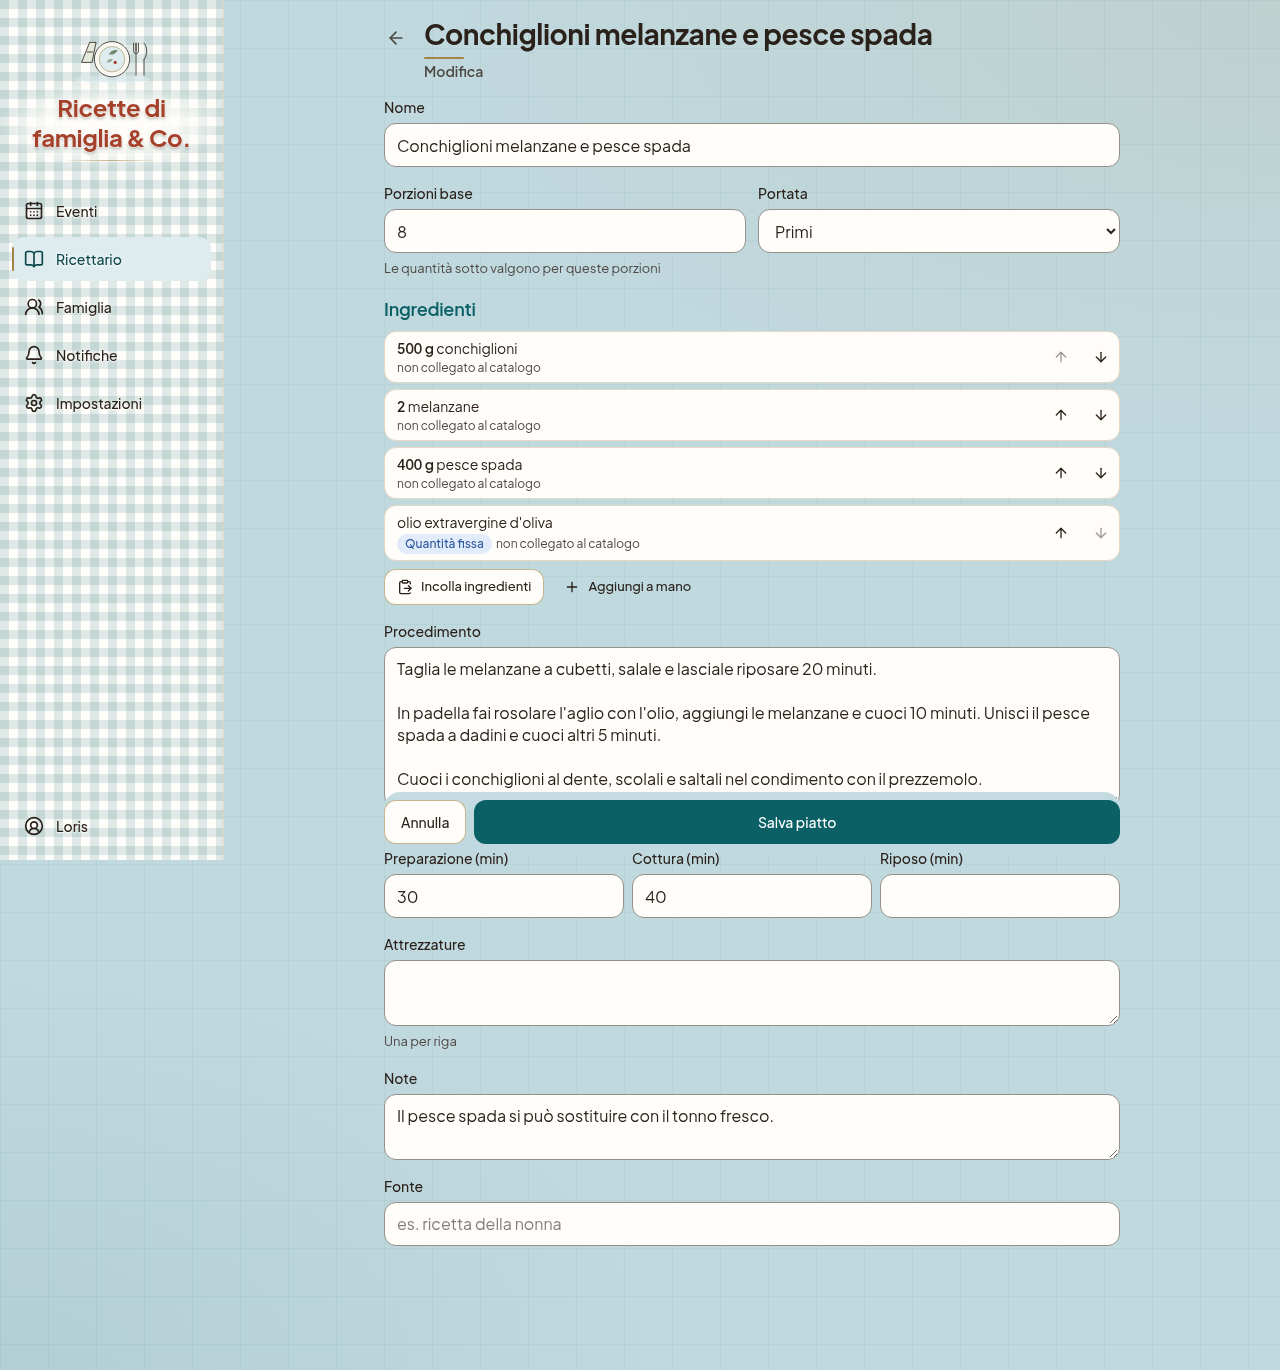 Ricette di
famiglia & Co.
Eventi
Ricettario
Famiglia
Notifiche
Impostazioni
Loris
Conchiglioni melanzane e pesce spada
Modifica
Nome
Conchiglioni melanzane e pesce spada
Porzioni base
Portata
8
Primi
Le quantità sotto valgono per queste porzioni
Ingredienti
500 g conchiglioni
non collegato al catalogo
2 melanzane
non collegato al catalogo
400 g pesce spada
non collegato al catalogo
olio extravergine d'oliva
Quantità fissa non collegato al catalogo
Incolla ingredienti
Aggiungi a mano
Procedimento
Taglia le melanzane a cubetti, salale e lasciale riposare 20 minuti.
In padella fai rosolare l'aglio con l'olio, aggiungi le melanzane e cuoci 10 minuti. Unisci il pesce
spada a dadini e cuoci altri 5 minuti.
Cuoci i conchiglioni al dente, scolali e saltali nel condimento con il prezzemolo.
Annulla
Salva piatto
Preparazione (min)
Cottura (min)
Riposo (min)
30
40
Attrezzature
Una per riga
Note
Il pesce spada si può sostituire con il tonno fresco.
Fonte
es. ricetta della nonna